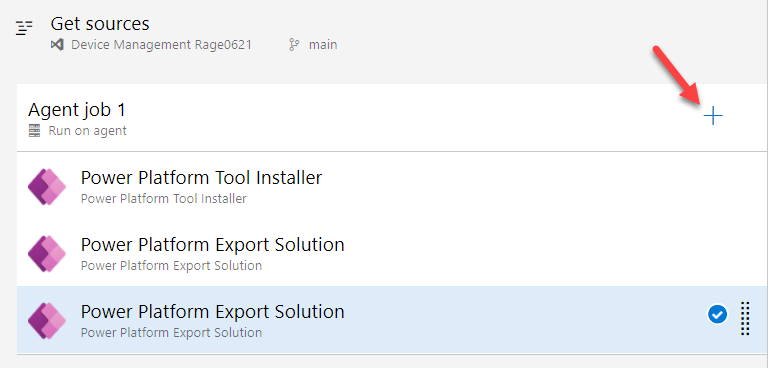 Get sources
Device Management Rage0621 main
Agent job 1
Run on agent
Power Platform Tool Installer
Power Platform Tool Installer
Power Platform Export Solution
Power Platform Export Solution
Power Platform Export Solution
Power Platform Export Solution